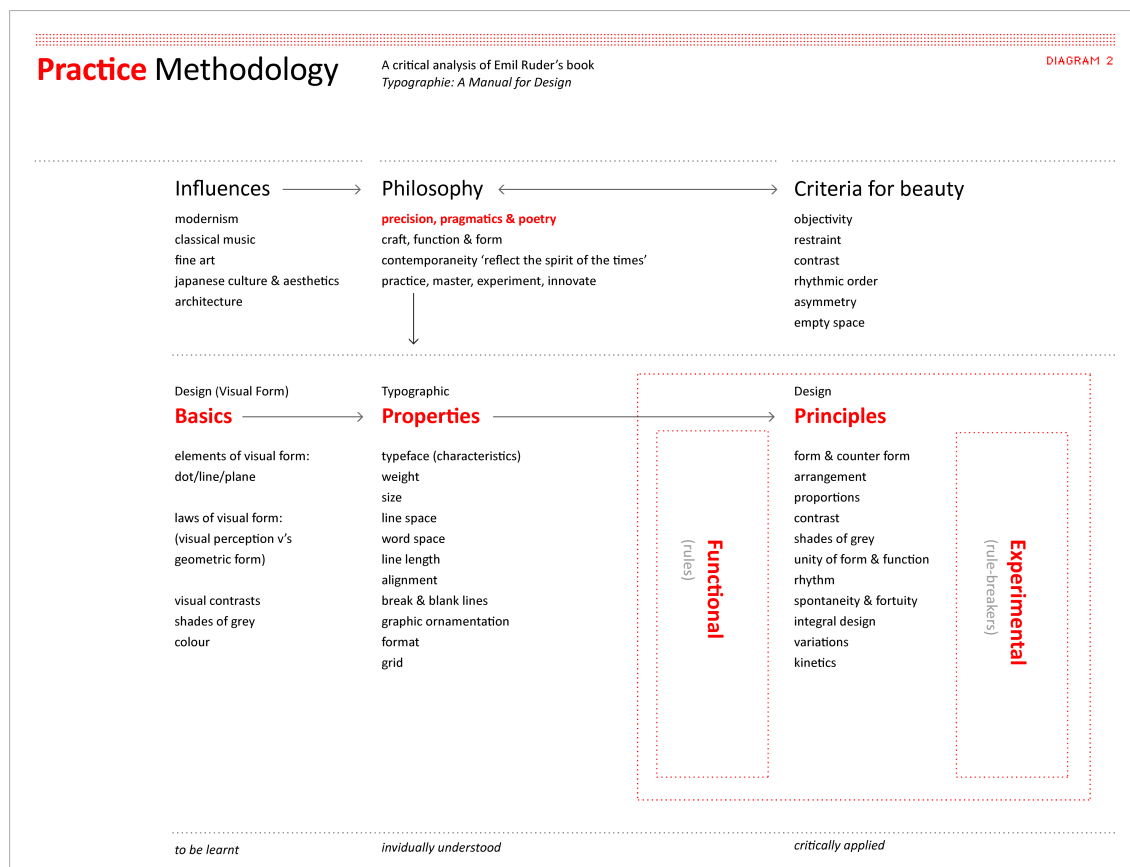 Practice Methodology
A critical analysis of Emil Ruder's book
Typographie: A Manual for Design
DIAGRAM 2
Influences
modernism
classical music
fine art
japanese culture & aesthetics
architecture
Philosophy
precision, pragmatics & poetry
craft, function & form
contemporaneity ‘reflect the spirit of the times’
practice, master, experiment, innovate
Criteria for beauty
objectivity
restraint
contrast
rhythmic order
asymmetry
empty space
Design (Visual Form)
Basics
elements of visual form:
dot/line/plane
laws of visual form:
(visual perception v's
geometric form)
visual contrasts
shades of grey
colour
Typographic
Properties
typeface (characteristics)
weight
size
line space
word space
line length
alignment
break & blank lines
graphic ornamentation
format
grid
Functional
(rules)
Design
Principles
form & counter form
arrangement
proportions
contrast
shades of grey
unity of form & function
rhythm
spontaneity & fortuity
integral design
variations
kinetics
Experimental
(rule-breakers)
to be learnt
invidually understood
critically applied